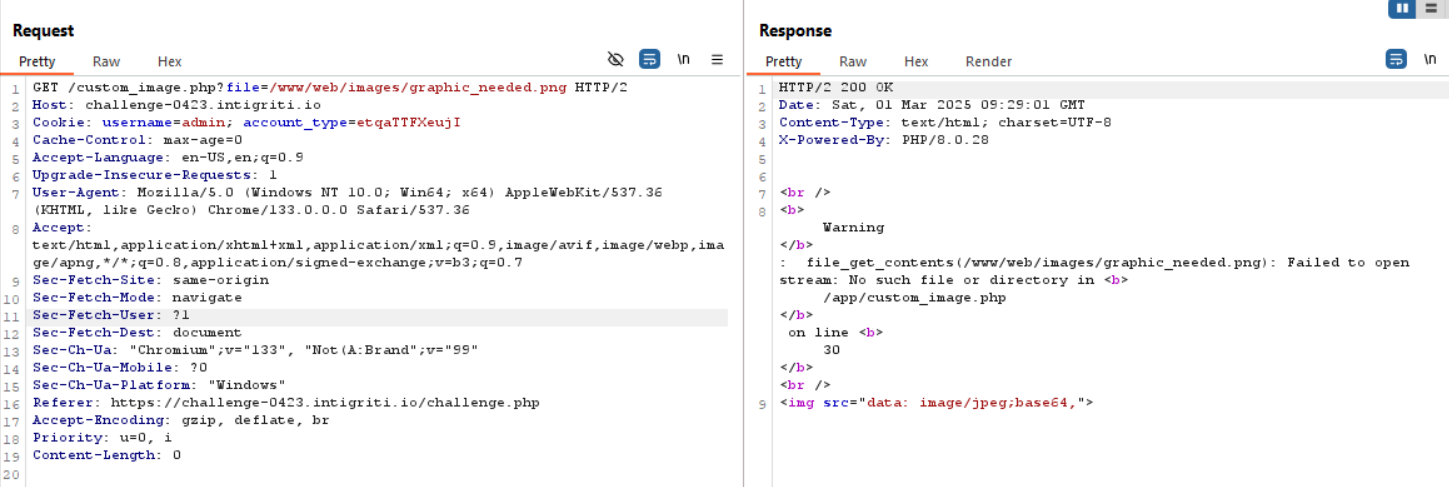 Request
Pretty Raw Hex \n
1 GET /custom_image.php?file=/www/web/images/graphic_needed.png HTTP/2
2 Host: challenge-0423.intigriti.io
3 Cookie: username=admin; account_type=etqaTTFXeujI
4 Cache-Control: max-age=0
5 Accept-Language: en-US,en;q=0.9
6 Upgrade-Insecure-Requests: 1
7 User-Agent: Mozilla/5.0 (Windows NT 10.0; Win64; x64) AppleWebKit/537.36
(KHTML, like Gecko) Chrome/133.0.0.0 Safari/537.36
8 Accept:
text/html,application/xhtml+xml,application/xml;q=0.9,image/avif,image/webp,ima
ge/apng,*/*;q=0.8,application/signed-exchange;v=b3;q=0.7
9 Sec-Fetch-Site: same-origin
10 Sec-Fetch-Mode: navigate
11 Sec-Fetch-User: ?1
12 Sec-Fetch-Dest: document
13 Sec-Ch-Ua: "Chromium";v="133", "Not(A:Brand";v="99"
14 Sec-Ch-Ua-Mobile: ?0
15 Sec-Ch-Ua-Platform: "Windows"
16 Referer: https://challenge-0423.intigriti.io/challenge.php
17 Accept-Encoding: gzip, deflate, br
18 Priority: u=0, i
19 Content-Length: 0
20
Response
Pretty Raw Hex Render \n
1 HTTP/2 200 OK
2 Date: Sat, 01 Mar 2025 09:29:01 GMT
3 Content-Type: text/html; charset=UTF-8
4 X-Powered-By: PHP/8.0.28
5
6
7 <br />
8 <b>
Warning
</b>
: file_get_contents(/www/web/images/graphic_needed.png): Failed to open
stream: No such file or directory in <b>
/app/custom_image.php
</b>
on line <b>
30
</b>
<br />
9 <img src="data: image/jpeg;base64,">